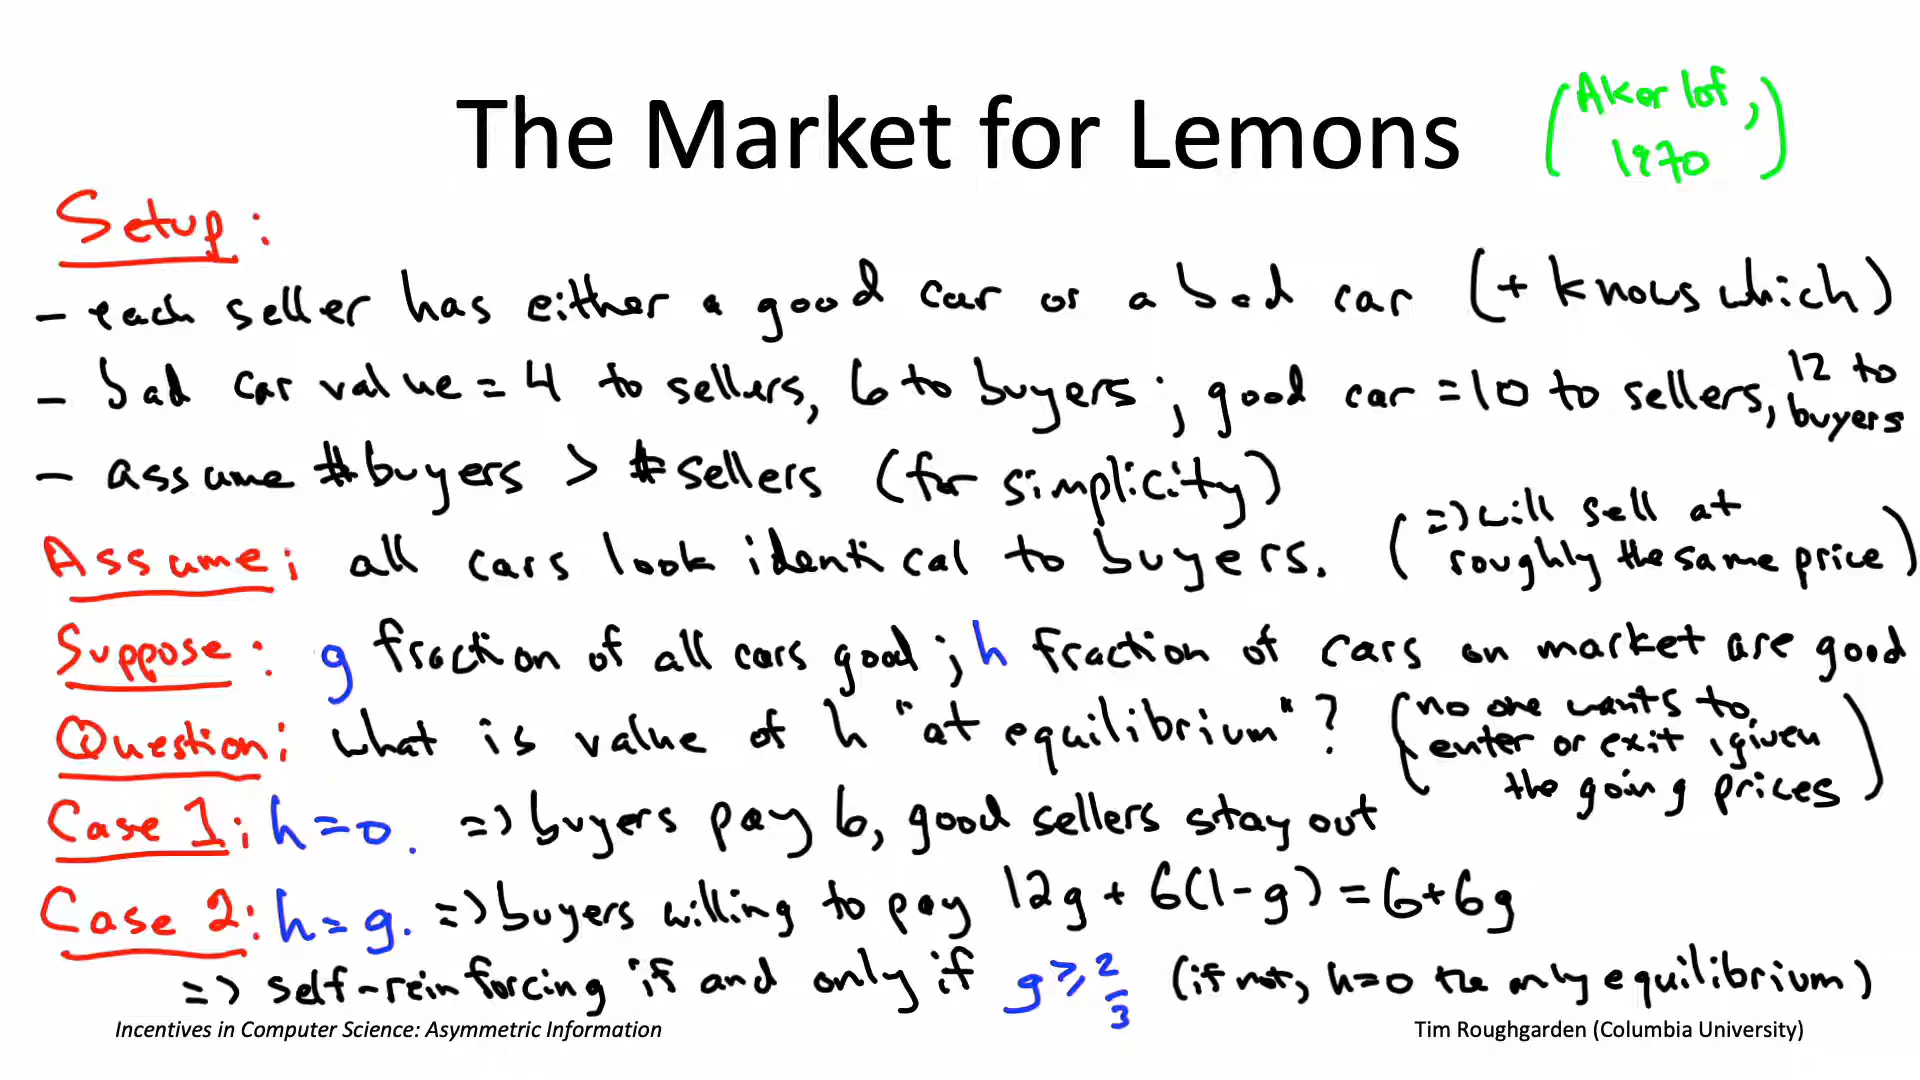 The Market for Lemons
(Akerlof, 1970)
Setup:
- each seller has either a good car or a bad car (+ knows which)
- bad car value = 4 to sellers, 6 to buyers; good car = 10 to sellers, 12 to buyers
- assume #buyers > #sellers (for simplicity)
Assume: all cars look identical to buyers. (=> will sell at roughly the same price)
Suppose: g fraction of all cars good; h fraction of cars on market are good
Question: what is value of h "at equilibrium"? (no one wants to enter or exit, given the going prices)
Case 1: h=0. => buyers pay 6, good sellers stay out
Case 2: h=g. => buyers willing to pay 12g + 6(1-g) = 6+6g
=> self-reinforcing if and only if g ≥ 2/3 (if not, h=0 the only equilibrium)
Incentives in Computer Science: Asymmetric Information
Tim Roughgarden (Columbia University)